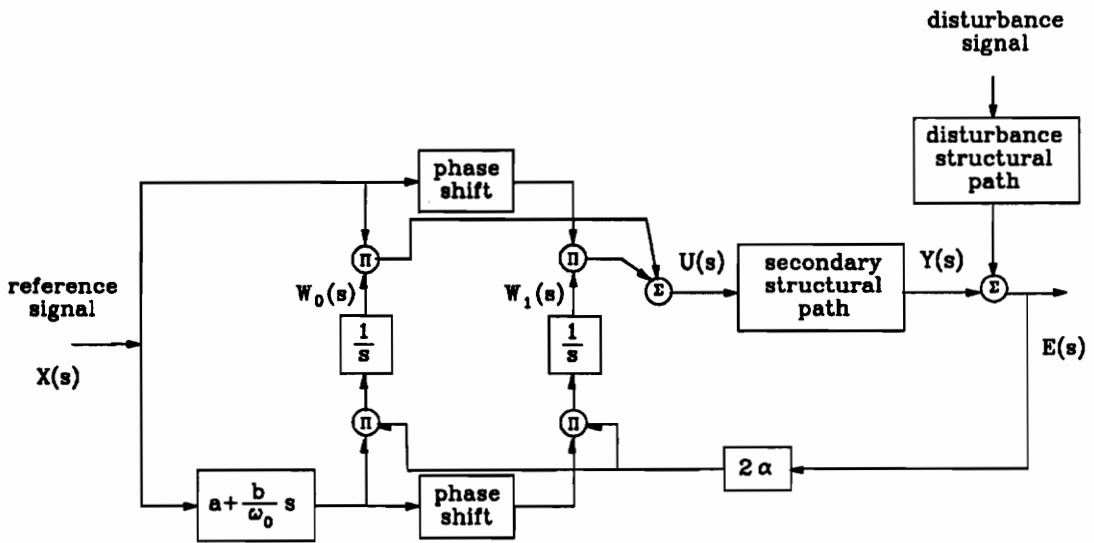 disturbance
signal
disturbance
structural
path
phase
shift
Π
Π
Σ
U(s)
secondary
structural
path
Y(s)
Σ
reference
signal
X(s)
W₀(s)
W₁(s)
1/s
1/s
E(s)
Π
Π
2α
a+b/ω₀ s
phase
shift